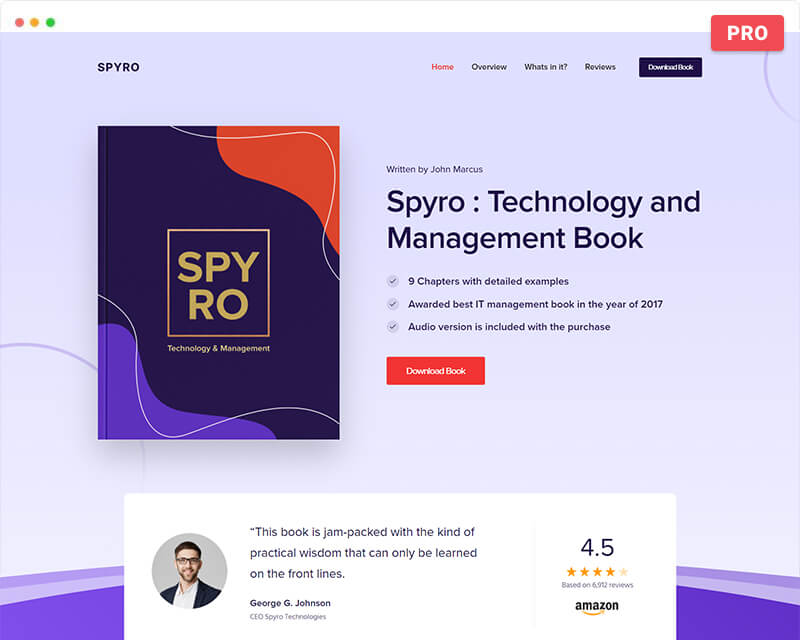 PRO
SPYRO
Home Overview Whats in it? Reviews Download Book
SPY
RO
Technology & Management
Written by John Marcus
Spyro : Technology and
Management Book
9 Chapters with detailed examples
Awarded best IT management book in the year of 2017
Audio version is included with the purchase
Download Book
“This book is jam-packed with the kind of
practical wisdom that can only be learned
on the front lines.
George G. Johnson
CEO Spyro Technologies
4.5
Based on 6,912 reviews
amazon